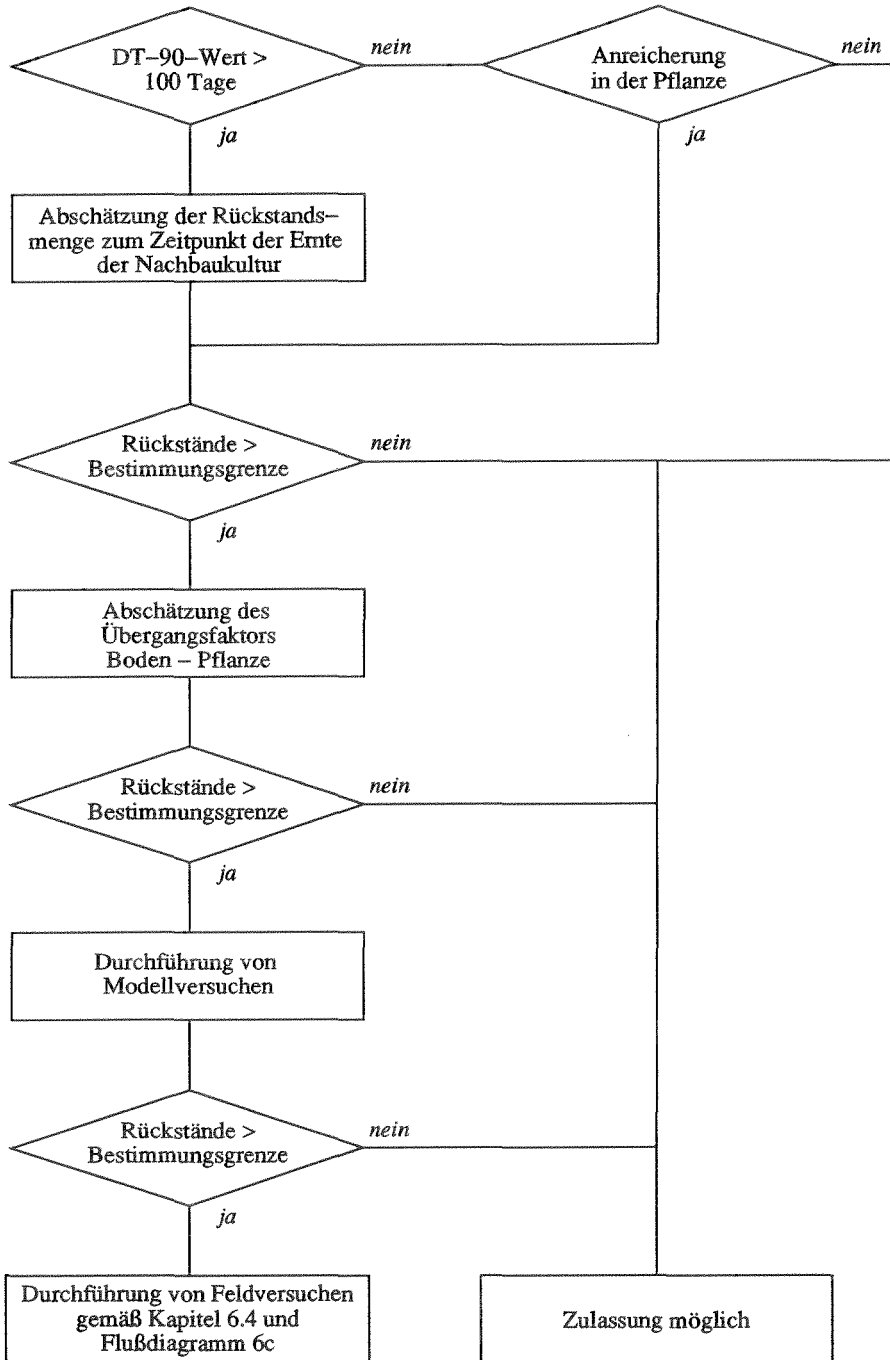 DT–90–Wert >
100 Tage
nein
Anreicherung
in der Pflanze
nein
ja
ja
Abschätzung der Rückstands–
menge zum Zeitpunkt der Ernte
der Nachbaukultur
Rückstände >
Bestimmungsgrenze
nein
ja
Abschätzung des
Übergangsfaktors
Boden – Pflanze
Rückstände >
Bestimmungsgrenze
nein
ja
Durchführung von
Modellversuchen
Rückstände >
Bestimmungsgrenze
nein
ja
Durchführung von Feldversuchen
gemäß Kapitel 6.4 und
Flußdiagramm 6c
Zulassung möglich